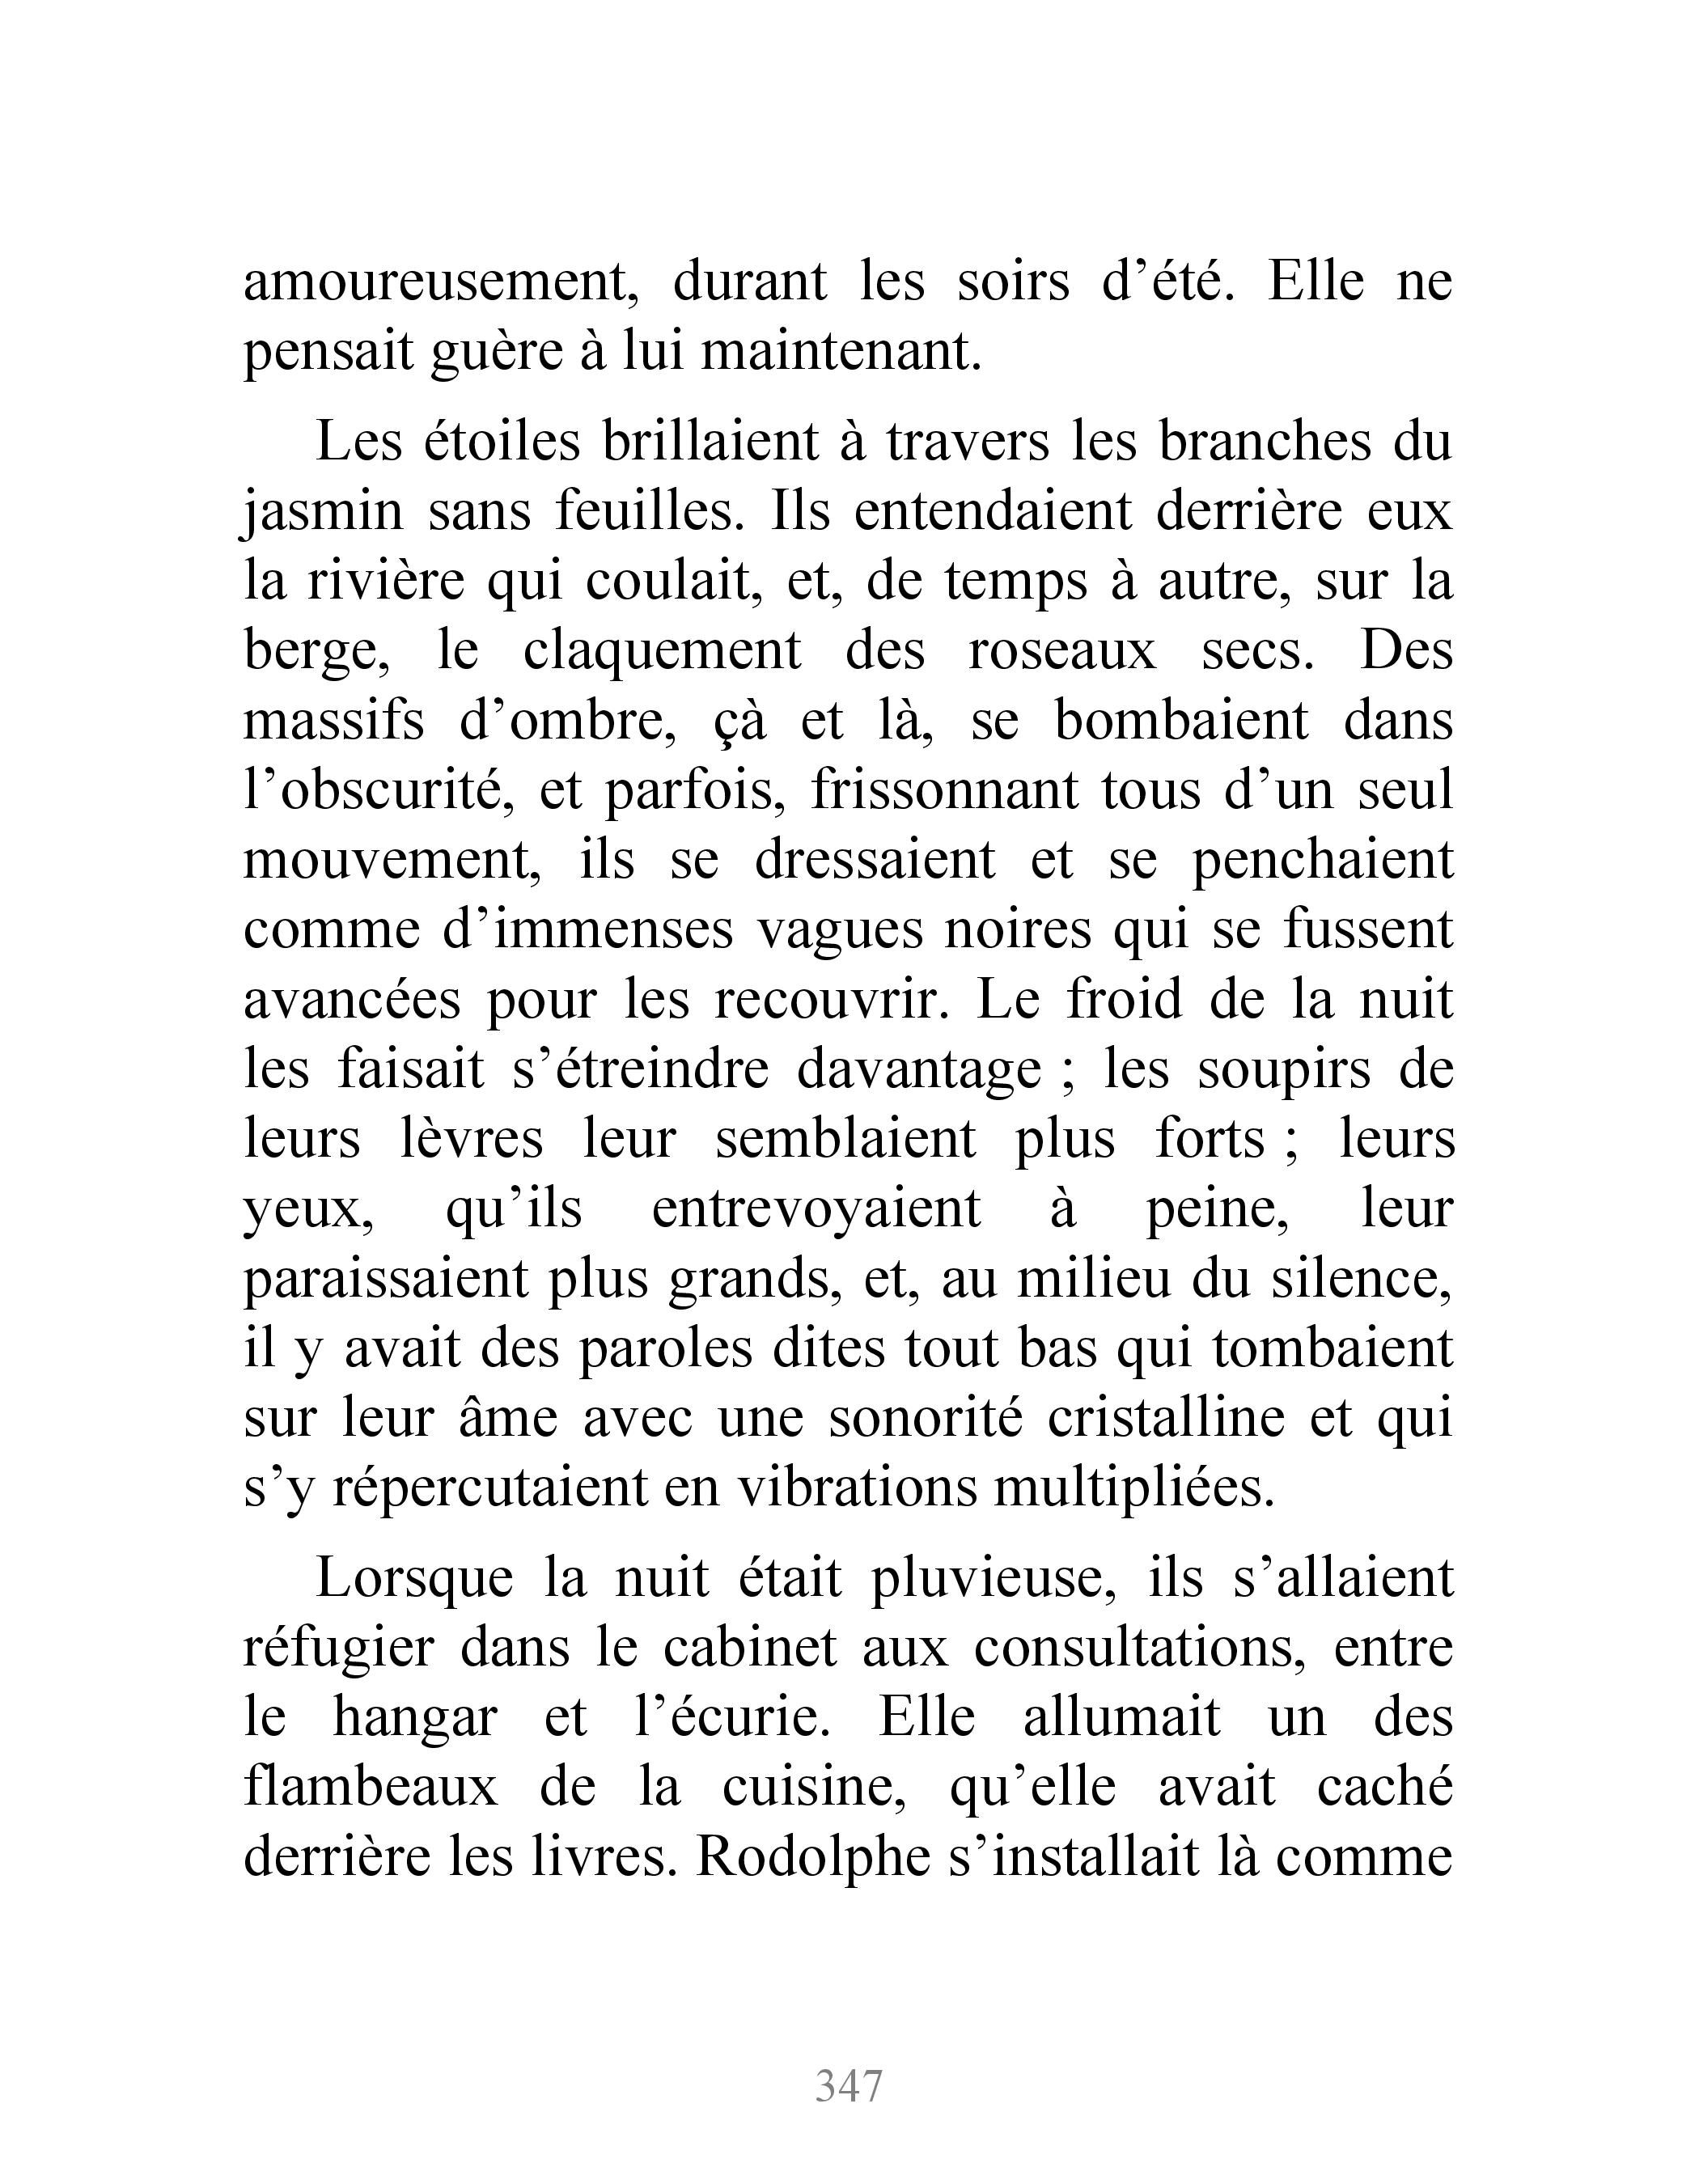 amoureusement, durant les soirs d’été. Elle ne
pensait guère à lui maintenant.
Les étoiles brillaient à travers les branches du
jasmin sans feuilles. Ils entendaient derrière eux
la rivière qui coulait, et, de temps à autre, sur la
berge, le claquement des roseaux secs. Des
massifs d’ombre, çà et là, se bombaient dans
l’obscurité, et parfois, frissonnant tous d’un seul
mouvement, ils se dressaient et se penchaient
comme d’immenses vagues noires qui se fussent
avancées pour les recouvrir. Le froid de la nuit
les faisait s’étreindre davantage ; les soupirs de
leurs lèvres leur semblaient plus forts ; leurs
yeux, qu’ils entrevoyaient à peine, leur
paraissaient plus grands, et, au milieu du silence,
il y avait des paroles dites tout bas qui tombaient
sur leur âme avec une sonorité cristalline et qui
s’y répercutaient en vibrations multipliées.
Lorsque la nuit était pluvieuse, ils s’allaient
réfugier dans le cabinet aux consultations, entre
le hangar et l’écurie. Elle allumait un des
flambeaux de la cuisine, qu’elle avait caché
derrière les livres. Rodolphe s’installait là comme
347